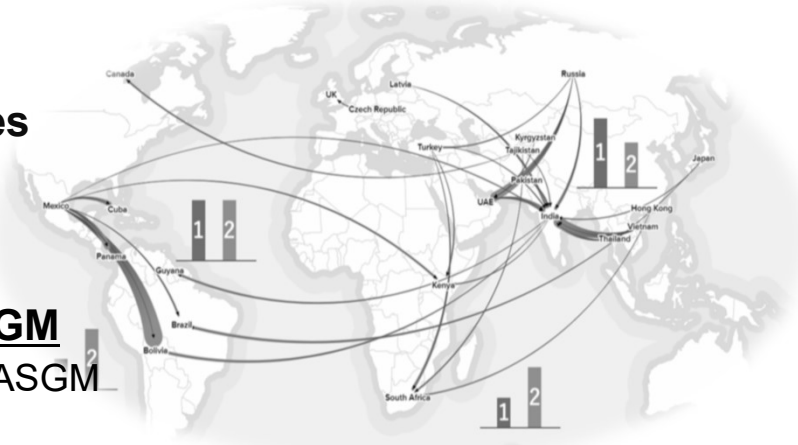 Canada
Latvia
Russia
UK
Czech Republic
es
Turkey
Kyrgyzstan
Tajikistan
1
2
Japan
Pakistan
UAE
Mexico
Cuba
India
Hong Kong
1
2
Vietnam
Thailand
Panama
Guyana
Kenya
GM
Brazil
2
Bolivia
ASGM
South Africa
1
2